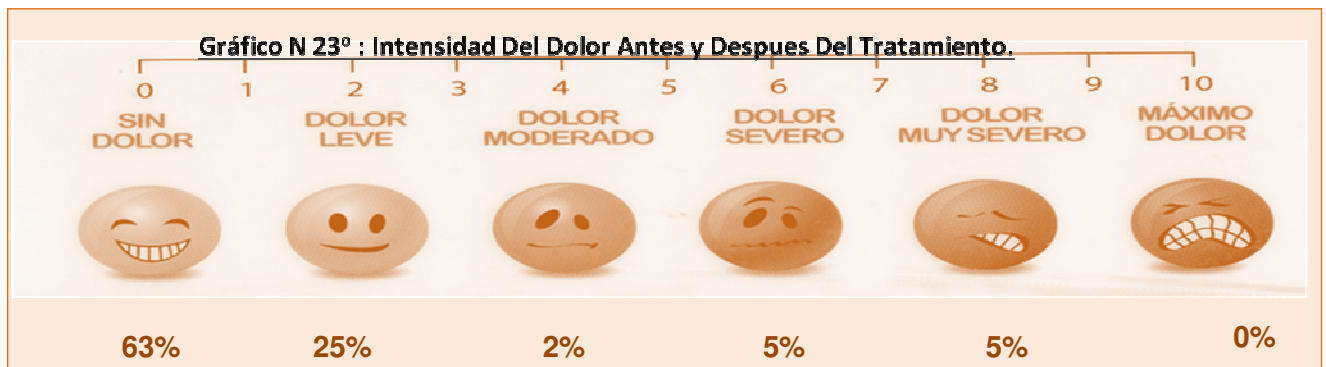 Gráfico N 23º : Intensidad Del Dolor Antes y Despues Del Tratamiento.
0 1 2 3 4 5 6 7 8 9 10
SIN DOLOR
DOLOR LEVE
DOLOR MODERADO
DOLOR SEVERO
DOLOR MUY SEVERO
MÁXIMO DOLOR
63% 25% 2% 5% 5% 0%